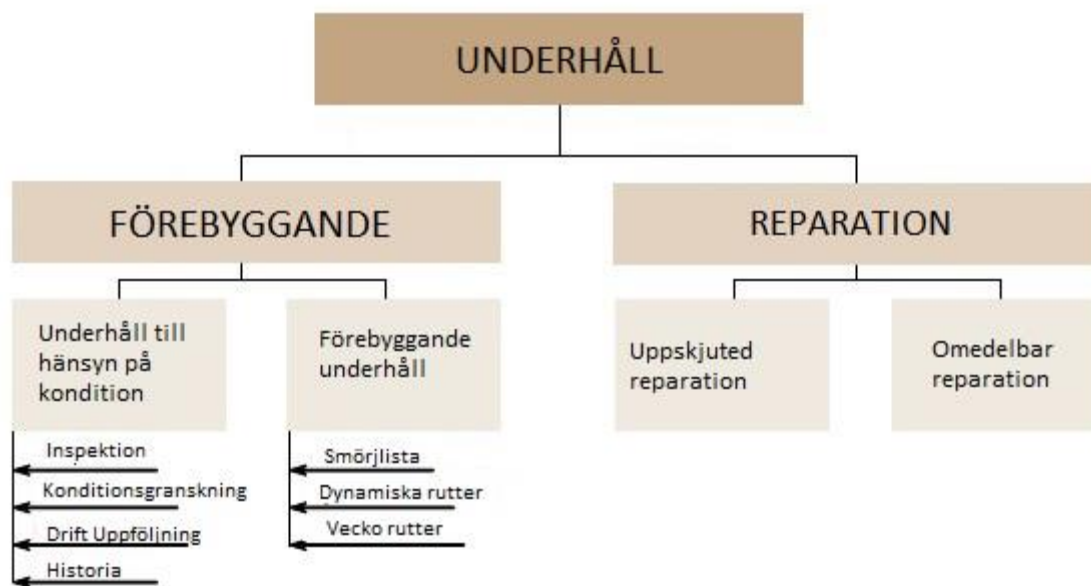 UNDERHÅLL
FÖREBYGGANDE
REPARATION
Underhåll till
hänsyn på
kondition
Förebyggande
underhåll
Uppskjuted
reparation
Omedelbar
reparation
Inspektion
Konditionsgranskning
Drift Uppföljning
Historia
Smörjlista
Dynamiska rutter
Vecko rutter